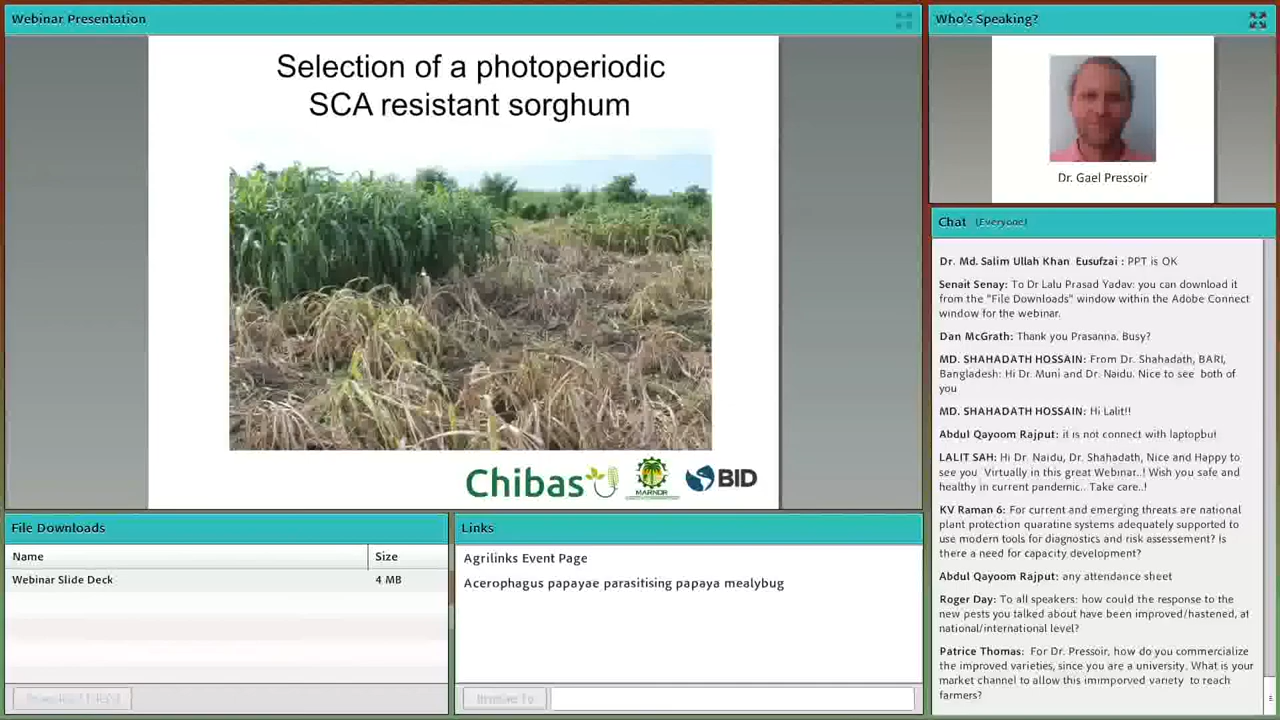 Webinar Presentation
Selection of a photoperiodic
SCA resistant sorghum
Chibas
MARNDR
BID
Who's Speaking?
Dr. Gael Pressoir
Chat (Everyone)
Dr. Md. Salim Ullah Khan Eusufzai : PPT is OK
Senait Senay: To Dr Lalu Prasad Yadav: you can download it
from the "File Downloads" window within the Adobe Connect
window for the webinar.
Dan McGrath: Thank you Prasanna. Busy?
MD. SHAHADATH HOSSAIN: From Dr. Shahadath, BARI,
Bangladesh: Hi Dr. Muni and Dr. Naidu. Nice to see both of
you
MD. SHAHADATH HOSSAIN: Hi Lalit!!
Abdul Qayoom Rajput: it is not connect with laptopbut
LALIT SAH: Hi Dr. Naidu, Dr. Shahadath, Nice and Happy to
see you Virtually in this great Webinar..! Wish you safe and
healthy in current pandemic.. Take care..!
KV Raman 6: For current and emerging threats are national
plant protection quaratine systems adequately supported to
use modern tools for diagnostics and risk assessement? Is
there a need for capacity development?
Abdul Qayoom Rajput: any attendance sheet
Roger Day: To all speakers: how could the response to the
new pests you talked about have been improved/hastened, at
national/international level?
Patrice Thomas: For Dr. Pressoir, how do you commercialize
the improved varieties, since you are a university. What is your
market channel to allow this imimporved variety to reach
farmers?
File Downloads
Name Size
Webinar Slide Deck 4 MB
Links
Agrilinks Event Page
Acerophagus papayae parasitising papaya mealybug
Browse To